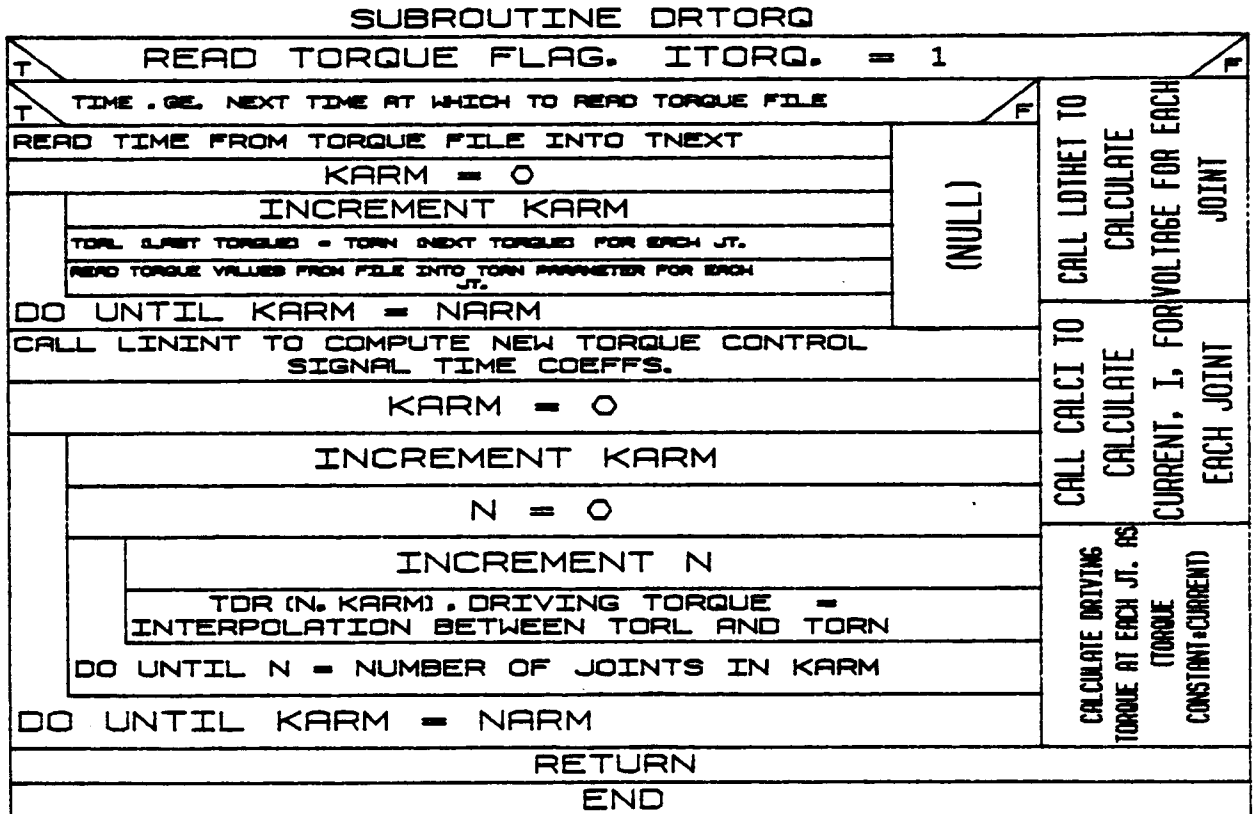 SUBROUTINE DRTORQ
READ TORQUE FLAG. ITORQ. = 1
T
F
TIME .GE. NEXT TIME AT WHICH TO READ TORQUE FILE
T
F
READ TIME FROM TORQUE FILE INTO TNEXT
KARM = 0
INCREMENT KARM
TORL (LAST TORQUE) = TORN (NEXT TORQUE) FOR EACH JT.
READ TORQUE VALUES FROM FILE INTO TORN PARAMETER FOR EACH
JT.
DO UNTIL KARM = NARM
(NULL)
CALL LININT TO COMPUTE NEW TORQUE CONTROL
SIGNAL TIME COEFFS.
KARM = 0
INCREMENT KARM
N = 0
INCREMENT N
TDR (N. KARM) . DRIVING TORQUE =
INTERPOLATION BETWEEN TORL AND TORN
DO UNTIL N = NUMBER OF JOINTS IN KARM
DO UNTIL KARM = NARM
CALL LDTHET TO
CALCULATE
VOLTAGE FOR EACH
JOINT
CALL CALCI TO
CALCULATE
CURRENT, I, FOR
EACH JOINT
CALCULATE DRIVING
TORQUE AT EACH JT. AS
(TORQUE
CONSTANT*CURRENT)
RETURN
END